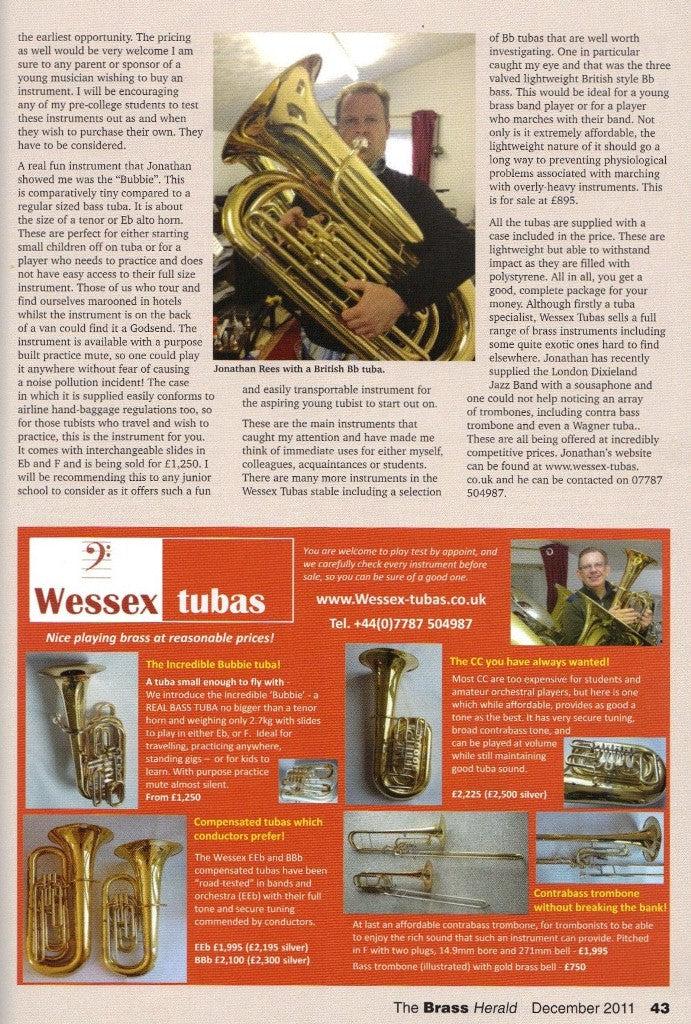 the earliest opportunity. The pricing
as well would be very welcome I am
sure to any parent or sponsor of a
young musician wishing to buy an
instrument. I will be encouraging
any of my pre-college students to test
these instruments out as and when
they wish to purchase their own. They
have to be considered.
A real fun instrument that Jonathan
showed me was the “Bubbie”. This
is comparatively tiny compared to a
regular sized bass tuba. It is about
the size of a tenor or Eb alto horn.
These are perfect for either starting
small children off on tuba or for a
player who needs to practice and does
not have easy access to their full size
instrument. Those of us who tour and
find ourselves marooned in hotels
whilst the instrument is on the back
of a van could find it a Godsend. The
instrument is available with a purpose
built practice mute, so one could play
it anywhere without fear of causing
a noise pollution incident! The case
in which it is supplied easily conforms to
airline hand-baggage regulations too, so
for those tubists who travel and wish to
practice, this is the instrument for you.
It comes with interchangeable slides in
Eb and F and is being sold for £1,250. I
will be recommending this to any junior
school to consider as it offers such a fun
Jonathan Rees with a British Bb tuba.
and easily transportable instrument for
the aspiring young tubist to start out on.
These are the main instruments that
caught my attention and have made me
think of immediate uses for either myself,
colleagues, acquaintances or students.
There are many more instruments in the
Wessex Tubas stable including a selection
of Bb tubas that are well worth
investigating. One in particular
caught my eye and that was the three
valved lightweight British style Bb
bass. This would be ideal for a young
brass band player or for a player
who marches with their band. Not
only is it extremely affordable, the
lightweight nature of it should go a
long way to preventing physiological
problems associated with marching
with overly-heavy instruments. This
is for sale at £895.
All the tubas are supplied with a
case included in the price. These are
lightweight but able to withstand
impact as they are filled with
polystyrene. All in all, you get a
good, complete package for your
money. Although firstly a tuba
specialist, Wessex Tubas sells a full
range of brass instruments including
some quite exotic ones hard to find
elsewhere. Jonathan has recently
supplied the London Dixieland
Jazz Band with a sousaphone and
one could not help noticing an array
of trombones, including contra bass
trombone and even a Wagner tuba..
These are all being offered at incredibly
competitive prices. Jonathan's website
can be found at www.wessex-tubas.
co.uk and he can be contacted on 07787
504987.
Wessex tubas
Nice playing brass at reasonable prices!
You are welcome to play test by appoint, and
we carefully check every instrument before
sale, so you can be sure of a good one.
www.Wessex-tubas.co.uk
Tel. +44(0)7787 504987
The Incredible Bubbie tuba!
A tuba small enough to fly with -
We introduce the Incredible ‘Bubbie’ - a
REAL BASS TUBA no bigger than a tenor
horn and weighing only 2.7kg with slides
to play in either Eb, or F. Ideal for
travelling, practicing anywhere,
standing gigs – or for kids to
learn. With purpose practice
mute almost silent.
From £1,250
The CC you have always wanted!
Most CC are too expensive for students and
amateur orchestral players, but here is one
which while affordable, provides as good a
tone as the best. It has very secure tuning,
broad contrabass tone, and
can be played at volume
while still maintaining
good tuba sound.
£2,225 (£2,500 silver)
Compensated tubas which
conductors prefer!
The Wessex EEb and BBb
compensated tubas have been
“road-tested” in bands and
orchestra (EEb) with their full
tone and secure tuning
commended by conductors.
EEb £1,995 (£2,195 silver)
BBb £2,100 (£2,300 silver)
Contrabass trombone
without breaking the bank!
At last an affordable contrabass trombone, for trombonists to be able
to enjoy the rich sound that such an instrument can provide. Pitched
in F with two plugs, 14.9mm bore and 271mm bell - £1,995
Bass trombone (illustrated) with gold brass bell - £750
The Brass Herald December 2011 43